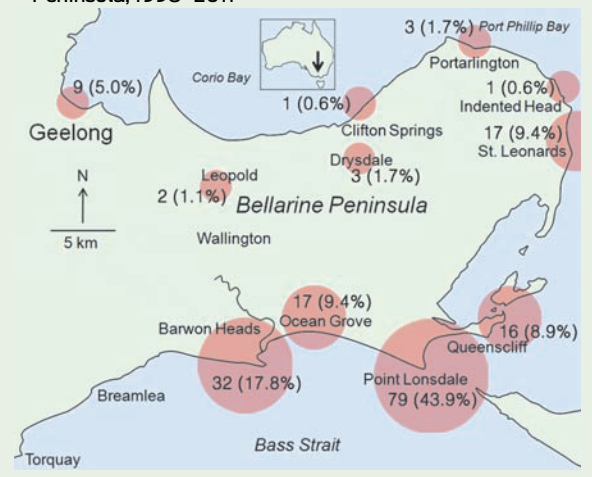 Peninsula, 1998–2011
3 (1.7%) Port Phillip Bay
Portarlington
Corio Bay
9 (5.0%)
Geelong
1 (0.6%)
Clifton Springs
1 (0.6%)
Indented Head
17 (9.4%)
St. Leonards
Drysdale
3 (1.7%)
Leopold
2 (1.1%)
Bellarine Peninsula
N
5 km
Wallington
17 (9.4%)
Ocean Grove
Barwon Heads
32 (17.8%)
16 (8.9%)
Queenscliff
Point Lonsdale
79 (43.9%)
Breamlea
Bass Strait
Torquay